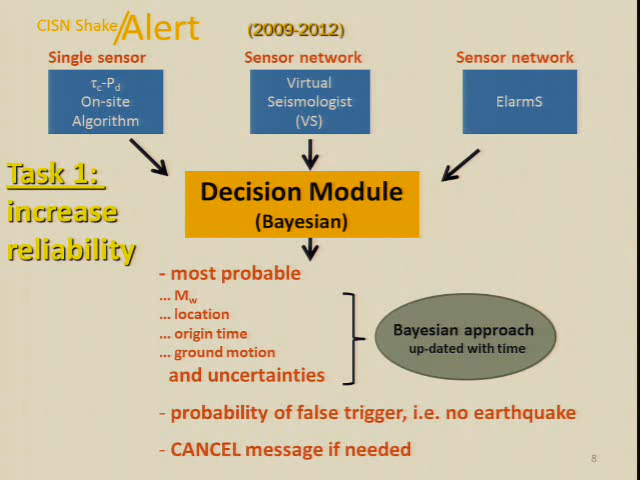 CISN Shake/Alert (2009-2012)
Single sensor Sensor network Sensor network
τc-Pd
On-site
Algorithm
Virtual
Seismologist
(VS)
ElarmS
Task 1:
increase
reliability
Decision Module
(Bayesian)
- most probable
... Mw
... location
... origin time
... ground motion
and uncertainties
Bayesian approach
up-dated with time
- probability of false trigger, i.e. no earthquake
- CANCEL message if needed
8